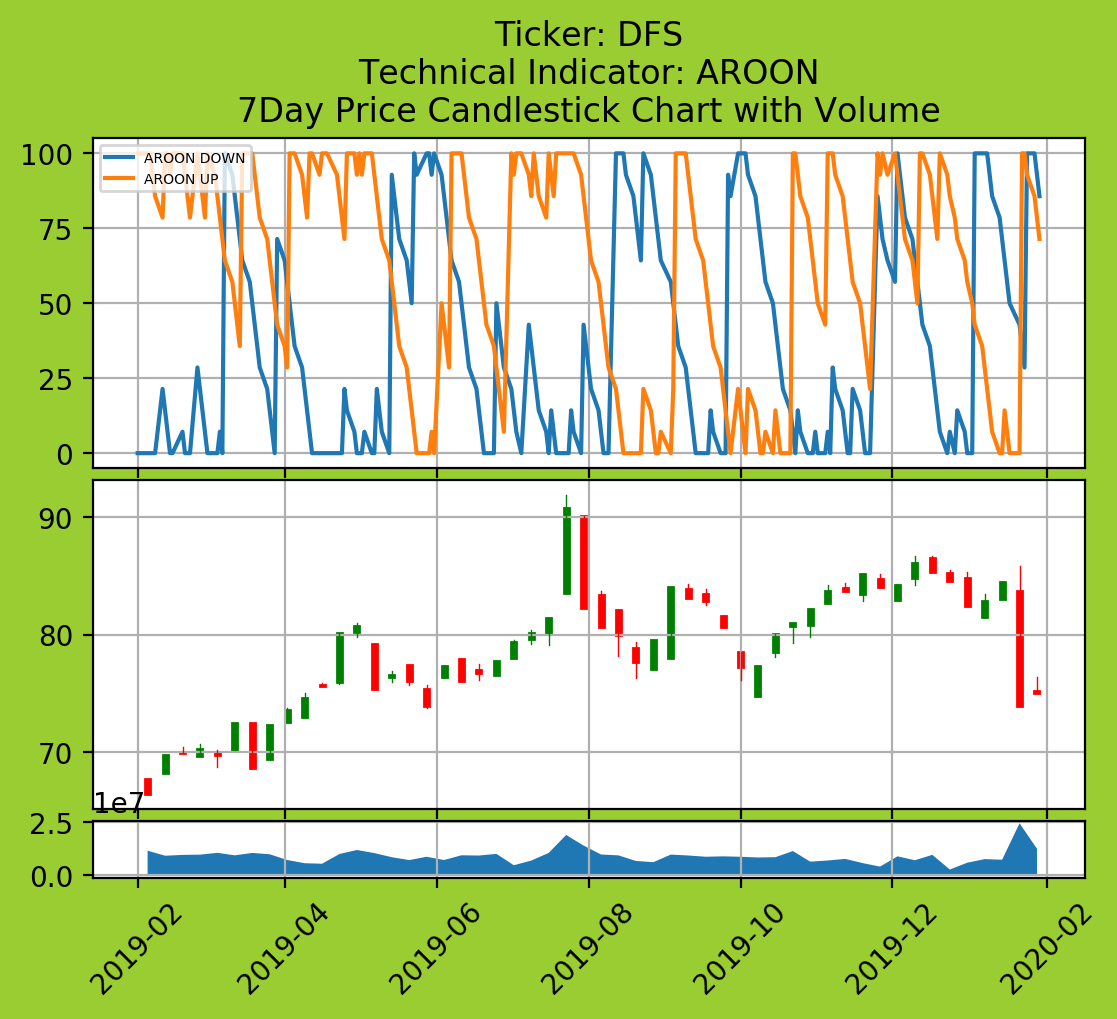 Ticker: DFS
Technical Indicator: AROON
7Day Price Candlestick Chart with Volume
100
75
50
25
0
AROON DOWN
AROON UP
90
80
70
1e7
2.5
0.0
2019-02
2019-04
2019-06
2019-08
2019-10
2019-12
2020-02